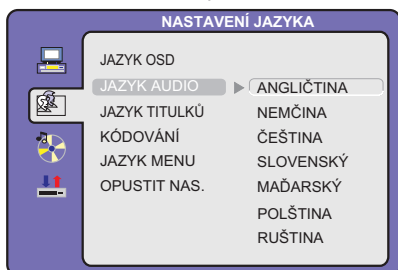 NASTAVENÍ JAZYKA
JAZYK OSD
JAZYK AUDIO ANGLIČTINA
JAZYK TITULKŮ NEMČINA
KÓDOVÁNÍ ČEŠTINA
JAZYK MENU SLOVENSKÝ
OPUSTIT NAS. MAĎARSKÝ
POLŠTINA
RUŠTINA